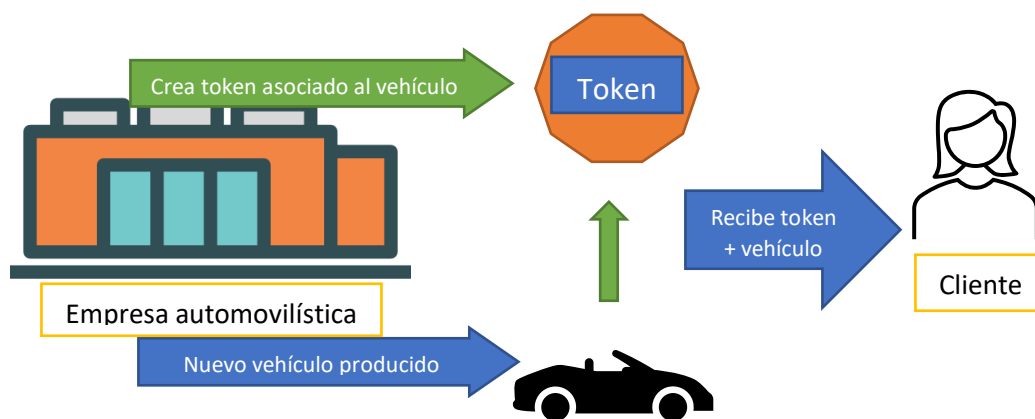 Crea token asociado al vehículo
Token
Recibe token
+ vehículo
Cliente
Empresa automovilística
Nuevo vehículo producido